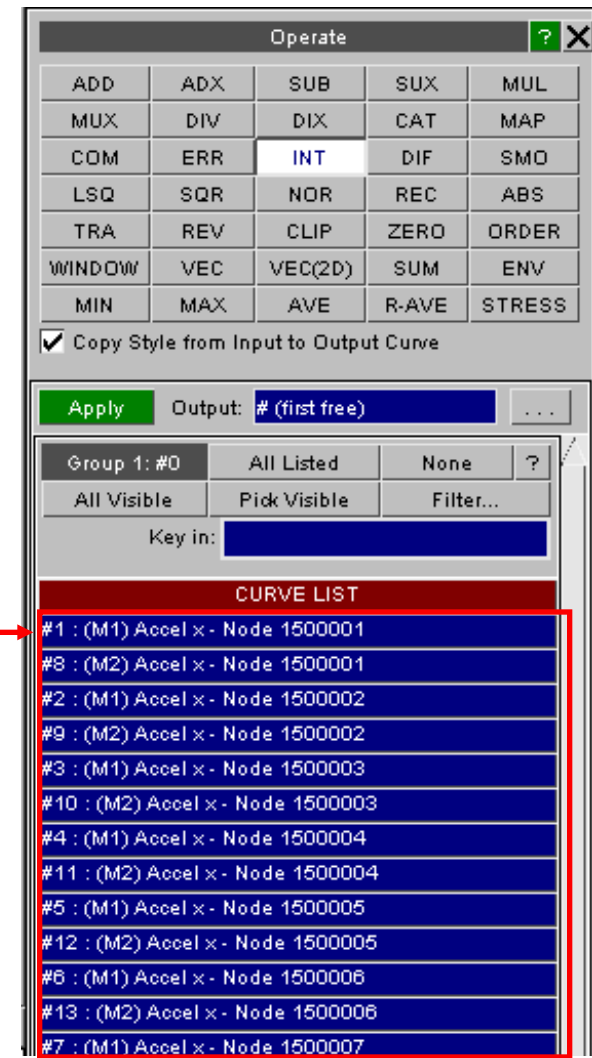 Operate ? X
ADD ADX SUB SUX MUL
MUX DIV DIX CAT MAP
COM ERR INT DIF SMO
LSQ SQR NOR REC ABS
TRA REV CLIP ZERO ORDER
WINDOW VEC VEC(2D) SUM ENV
MIN MAX AVE R-AVE STRESS
Copy Style from Input to Output Curve
Apply Output: # (first free) ...
Group 1: #0 All Listed None ?
All Visible Pick Visible Filter...
Key in:
CURVE LIST
#1 : (M1) Accel x - Node 1500001
#8 : (M2) Accel x - Node 1500001
#2 : (M1) Accel x - Node 1500002
#9 : (M2) Accel x - Node 1500002
#3 : (M1) Accel x - Node 1500003
#10 : (M2) Accel x - Node 1500003
#4 : (M1) Accel x - Node 1500004
#11 : (M2) Accel x - Node 1500004
#5 : (M1) Accel x - Node 1500005
#12 : (M2) Accel x - Node 1500005
#6 : (M1) Accel x - Node 1500006
#13 : (M2) Accel x - Node 1500006
#7 : (M1) Accel x - Node 1500007